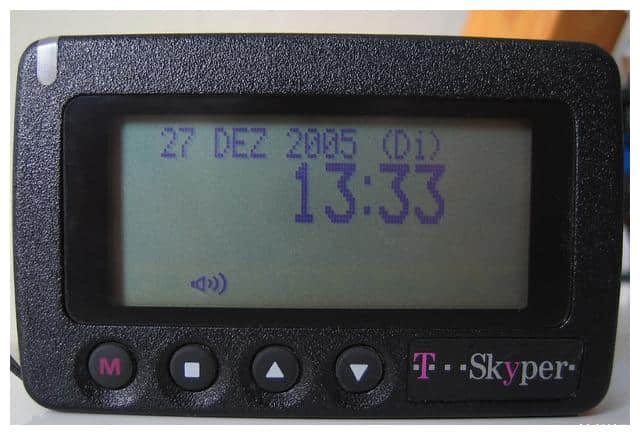 27 DEZ 2005 (Di)
13:33
M
T···Skyper·